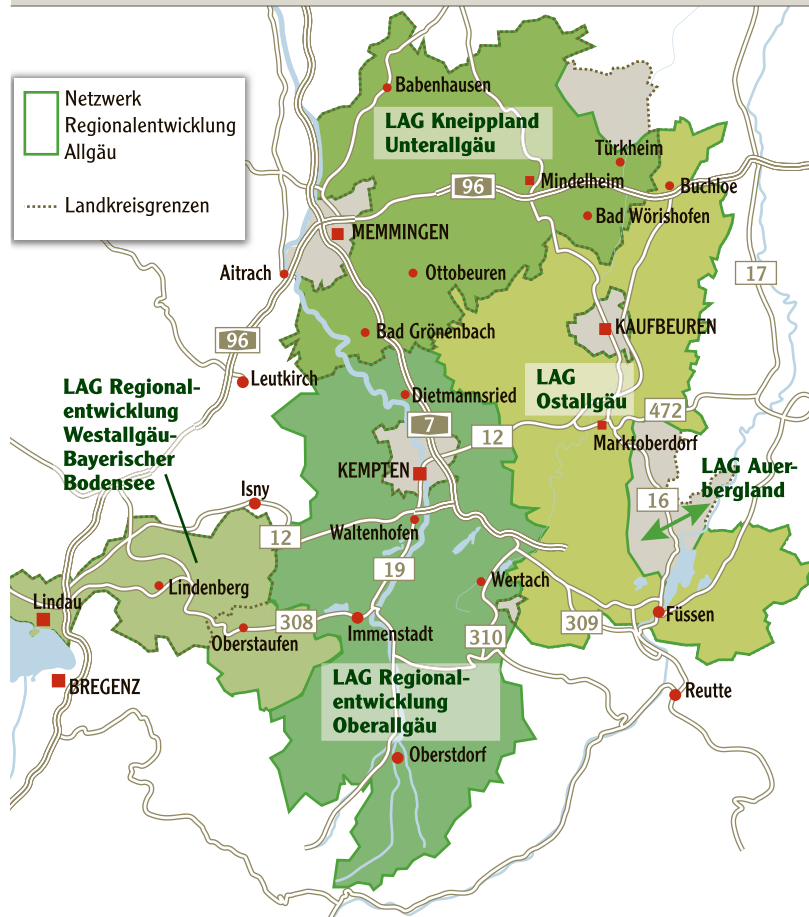 Netzwerk
Regionalentwicklung
Allgäu
Landkreisgrenzen
Babenhausen
LAG Kneippland
Unterallgäu
Türkheim
96
Mindelheim
Buchloe
Bad Wörishofen
MEMMINGEN
Aitrach
Ottobeuren
17
96
Bad Grönenbach
KAUFBEUREN
Leutkirch
LAG Regional-
entwicklung
Westallgäu-
Bayerischer
Bodensee
Dietmannsried
LAG
Ostallgäu
7
12
472
Marktoberdorf
KEMPTEN
LAG Auer-
bergland
Isny
16
12
Waltenhofen
19
Lindenberg
Wertach
Lindau
308
Immenstadt
Oberstaufen
310
309
Füssen
BREGENZ
LAG Regional-
entwicklung
Oberallgäu
Reutte
Oberstdorf